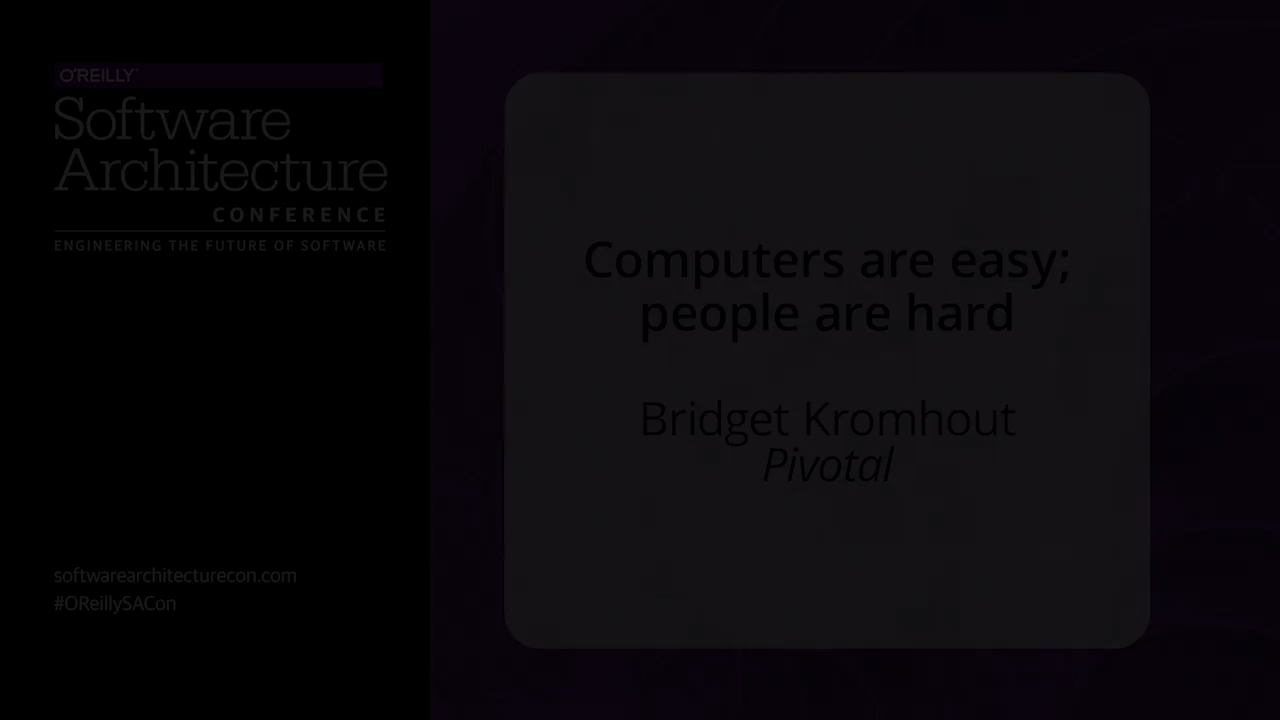 O'REILLY
Software
Architecture
CONFERENCE
ENGINEERING THE FUTURE OF SOFTWARE
Computers are easy;
people are hard
Bridget Kromhout
Pivotal
softwarearchitecturecon.com
#OReillySACon